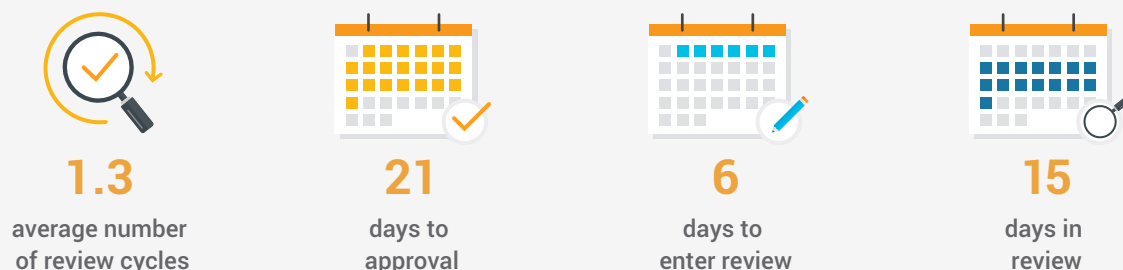 1.3
average number
of review cycles
21
days to
approval
6
days to
enter review
15
days in
review